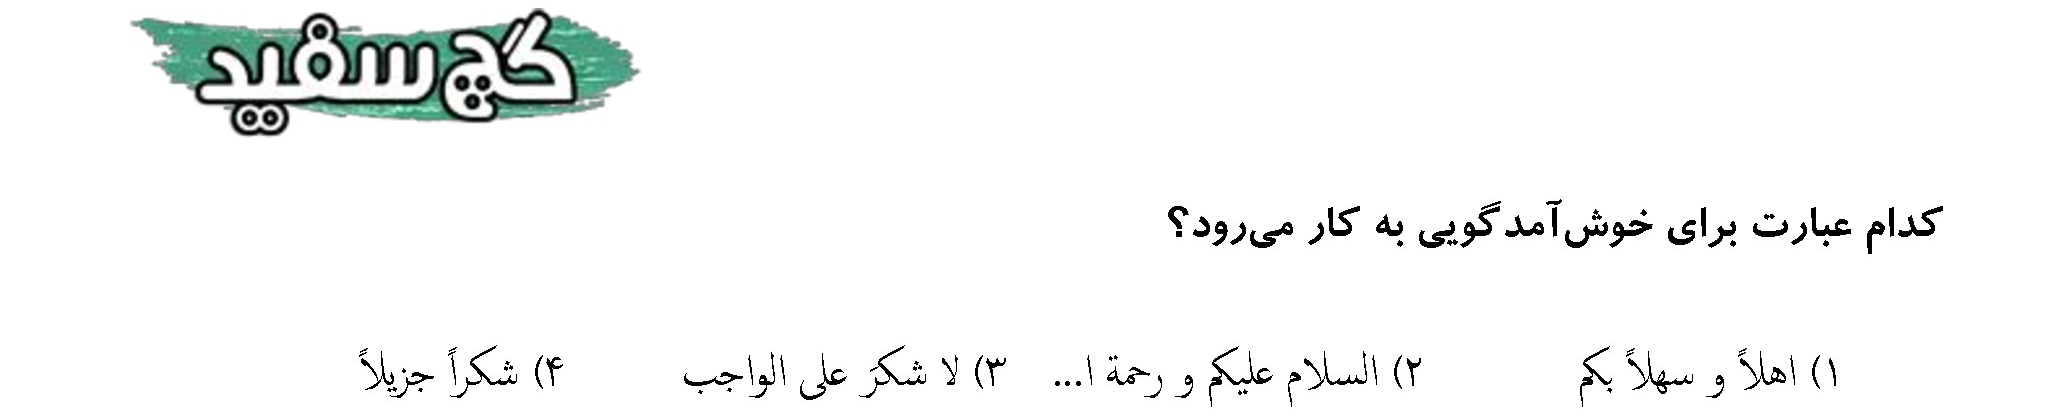 گچ سفید
کدام عبارت برای خوش‌آمدگویی به کار می‌رود؟
۱) اهلاً و سهلاً بکم ۲) السلام علیکم و رحمة ا... ۳) لا شکرَ علی الواجب ۴) شکراً جزیلاً